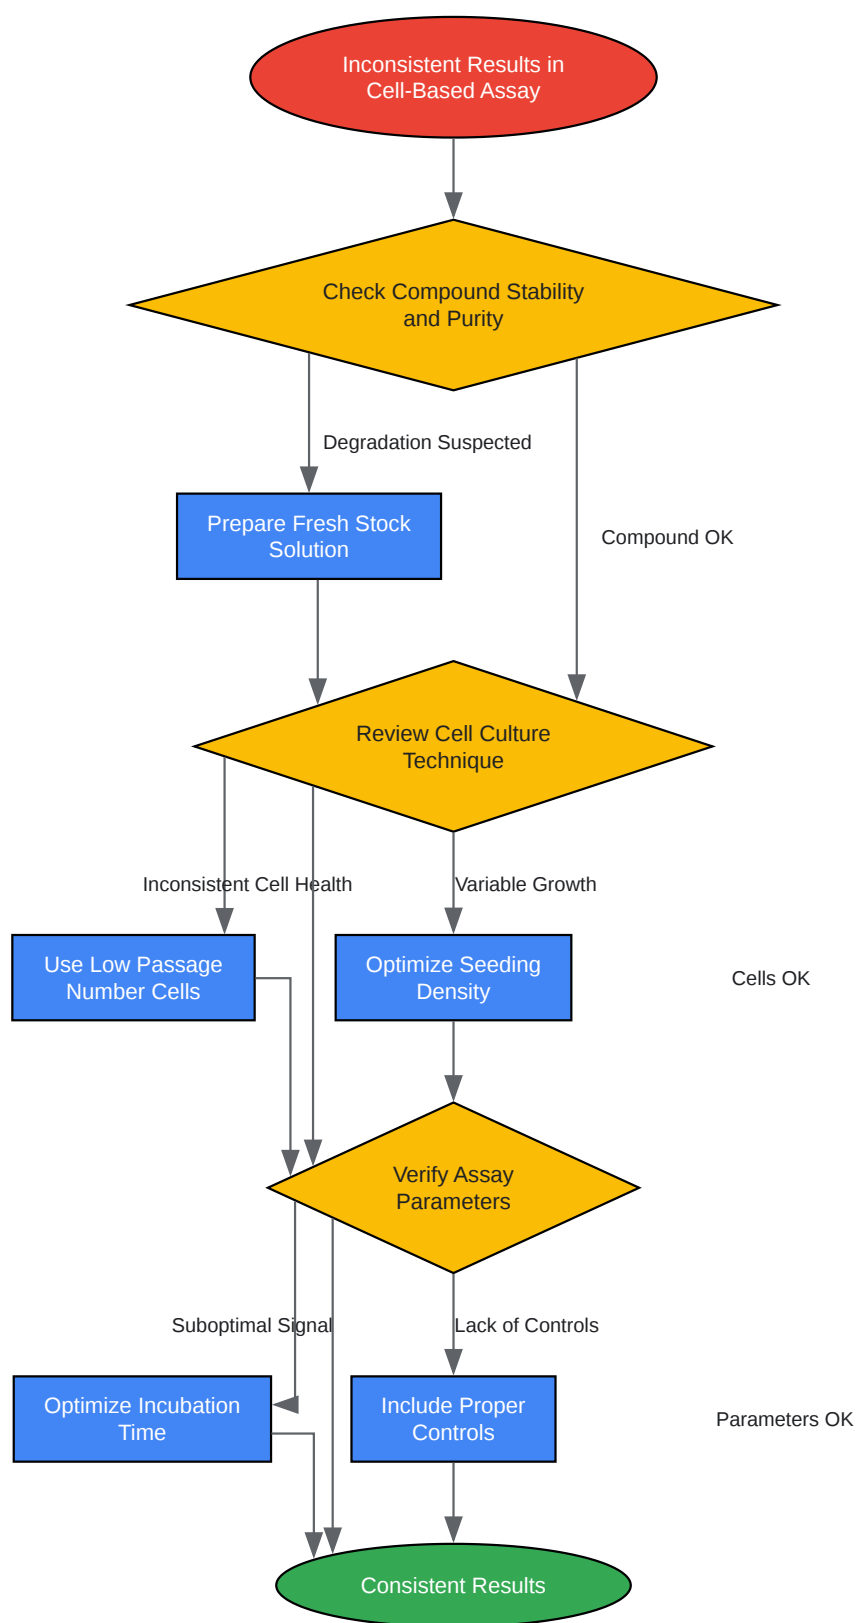 Inconsistent Results in
Cell-Based Assay
Check Compound Stability
and Purity
Degradation Suspected
Prepare Fresh Stock
Solution
Compound OK
Review Cell Culture
Technique
Inconsistent Cell Health
Variable Growth
Use Low Passage
Number Cells
Optimize Seeding
Density
Cells OK
Verify Assay
Parameters
Suboptimal Signal
Lack of Controls
Optimize Incubation
Time
Include Proper
Controls
Parameters OK
Consistent Results